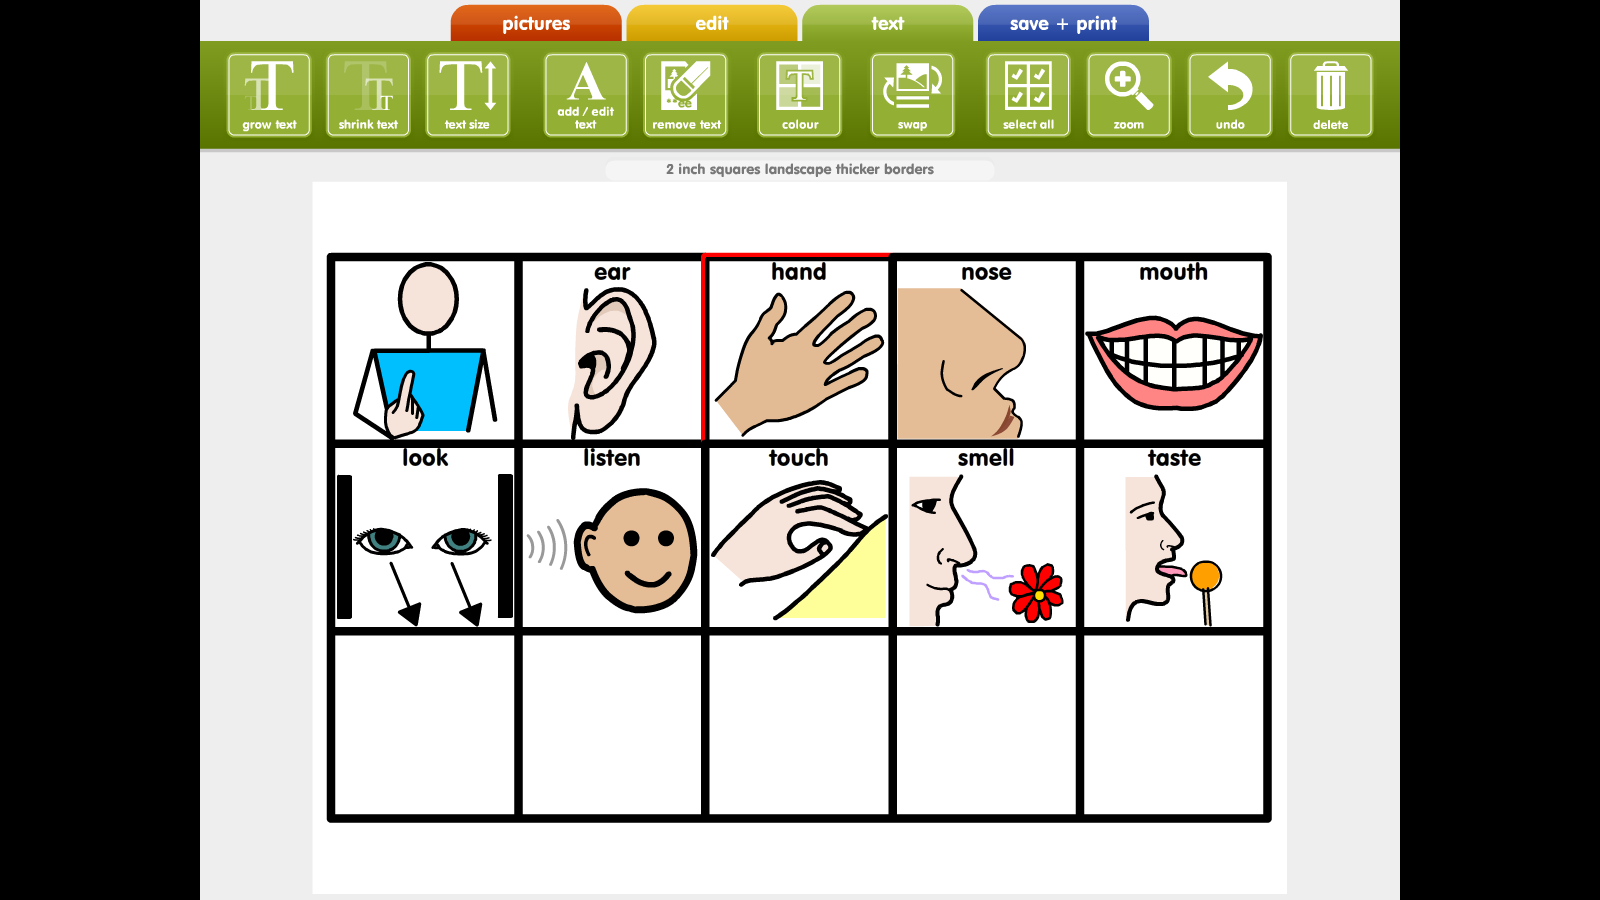 pictures
edit
text
save + print
grow text
shrink text
text size
add / edit
text
remove text
colour
swap
select all
zoom
undo
delete
2 inch squares landscape thicker borders
ear
hand
nose
mouth
look
listen
touch
smell
taste